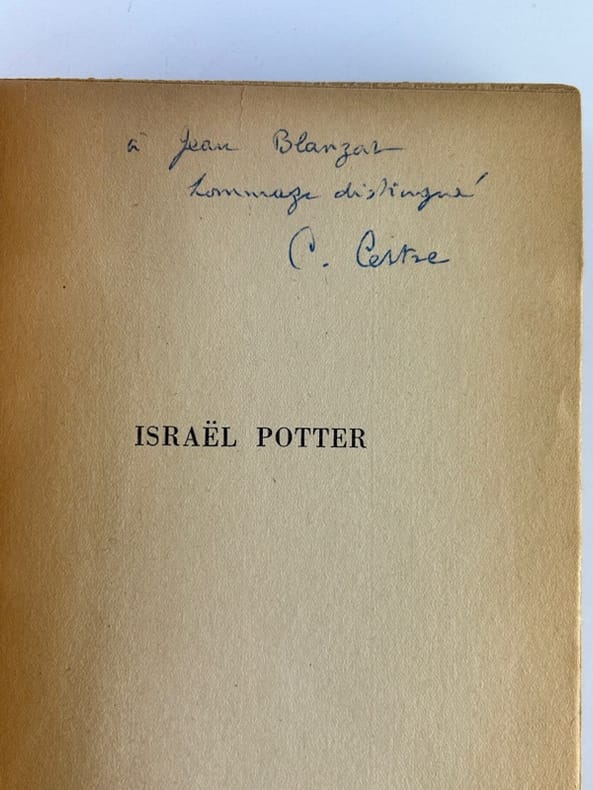 à Jean Blanzat
hommage distingué
C. Cestre
ISRAËL POTTER